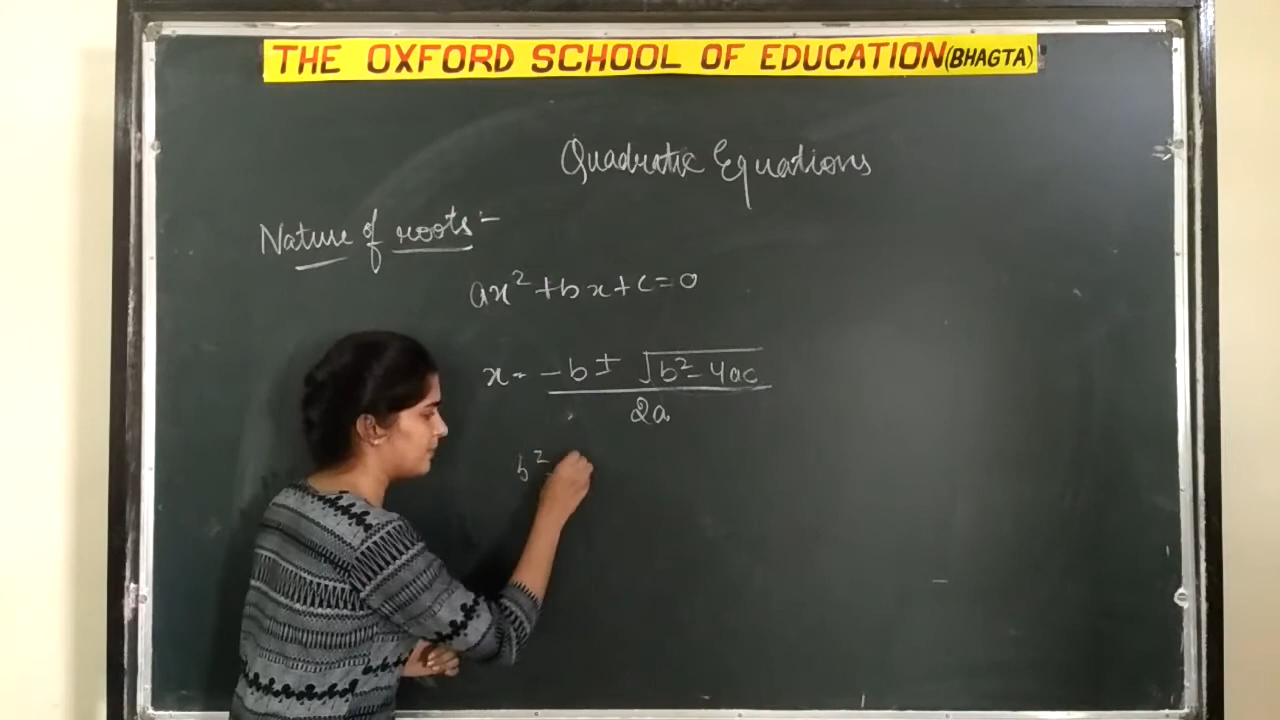 THE OXFORD SCHOOL OF EDUCATION (BHAGTA)
Quadratic Equations
Nature of roots :-
ax² + bx + c = 0
x = -b ± √b² - 4ac
2a
b² -